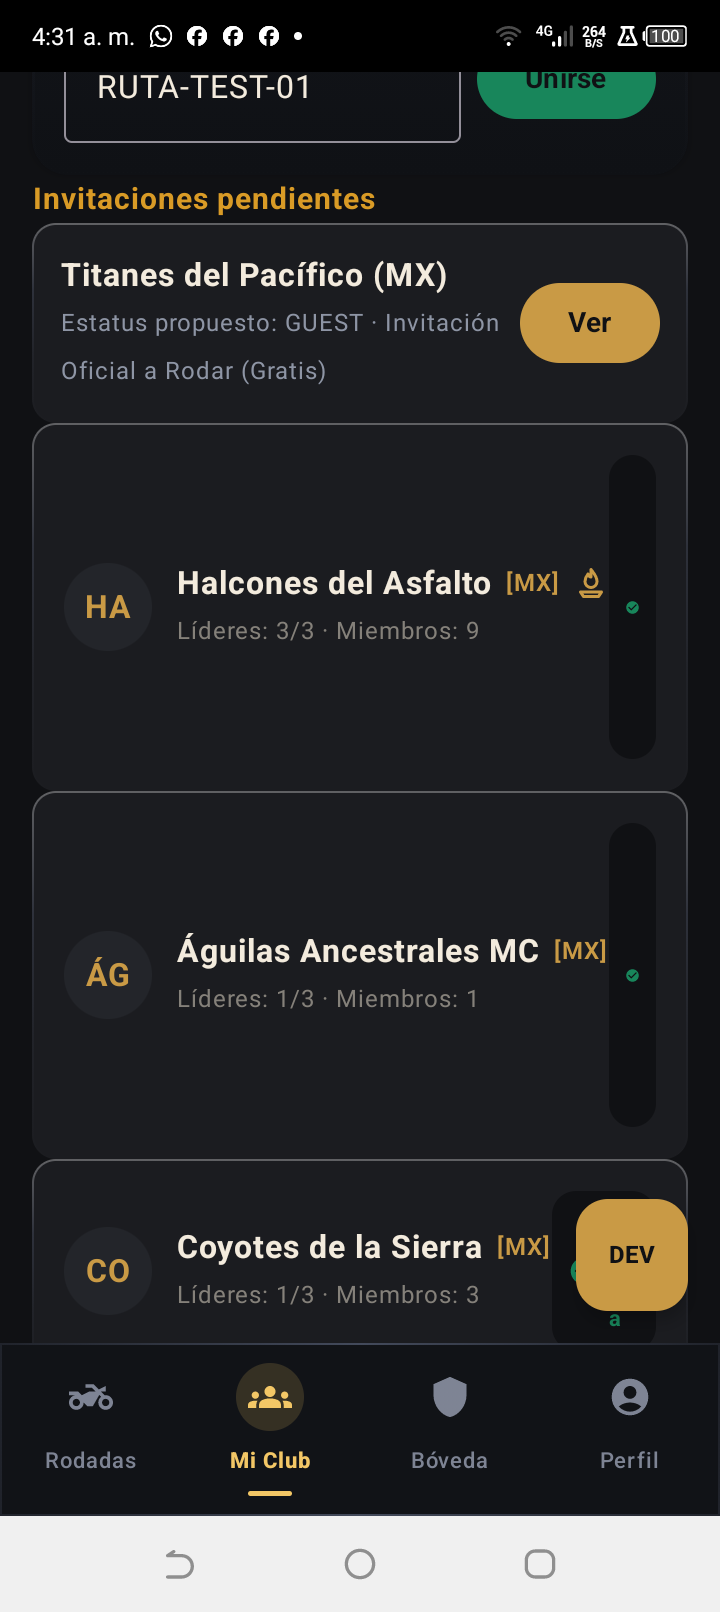 4:31 a. m.
4G
264
B/S
100
RUTA-TEST-01
Unirse
Invitaciones pendientes
Titanes del Pacífico (MX)
Estatus propuesto: GUEST · Invitación
Oficial a Rodar (Gratis)
Ver
HA
Halcones del Asfalto [MX]
Líderes: 3/3 · Miembros: 9
ÁG
Águilas Ancestrales MC [MX]
Líderes: 1/3 · Miembros: 1
CO
Coyotes de la Sierra [MX]
Líderes: 1/3 · Miembros: 3
DEV
a
Rodadas
Mi Club
Bóveda
Perfil